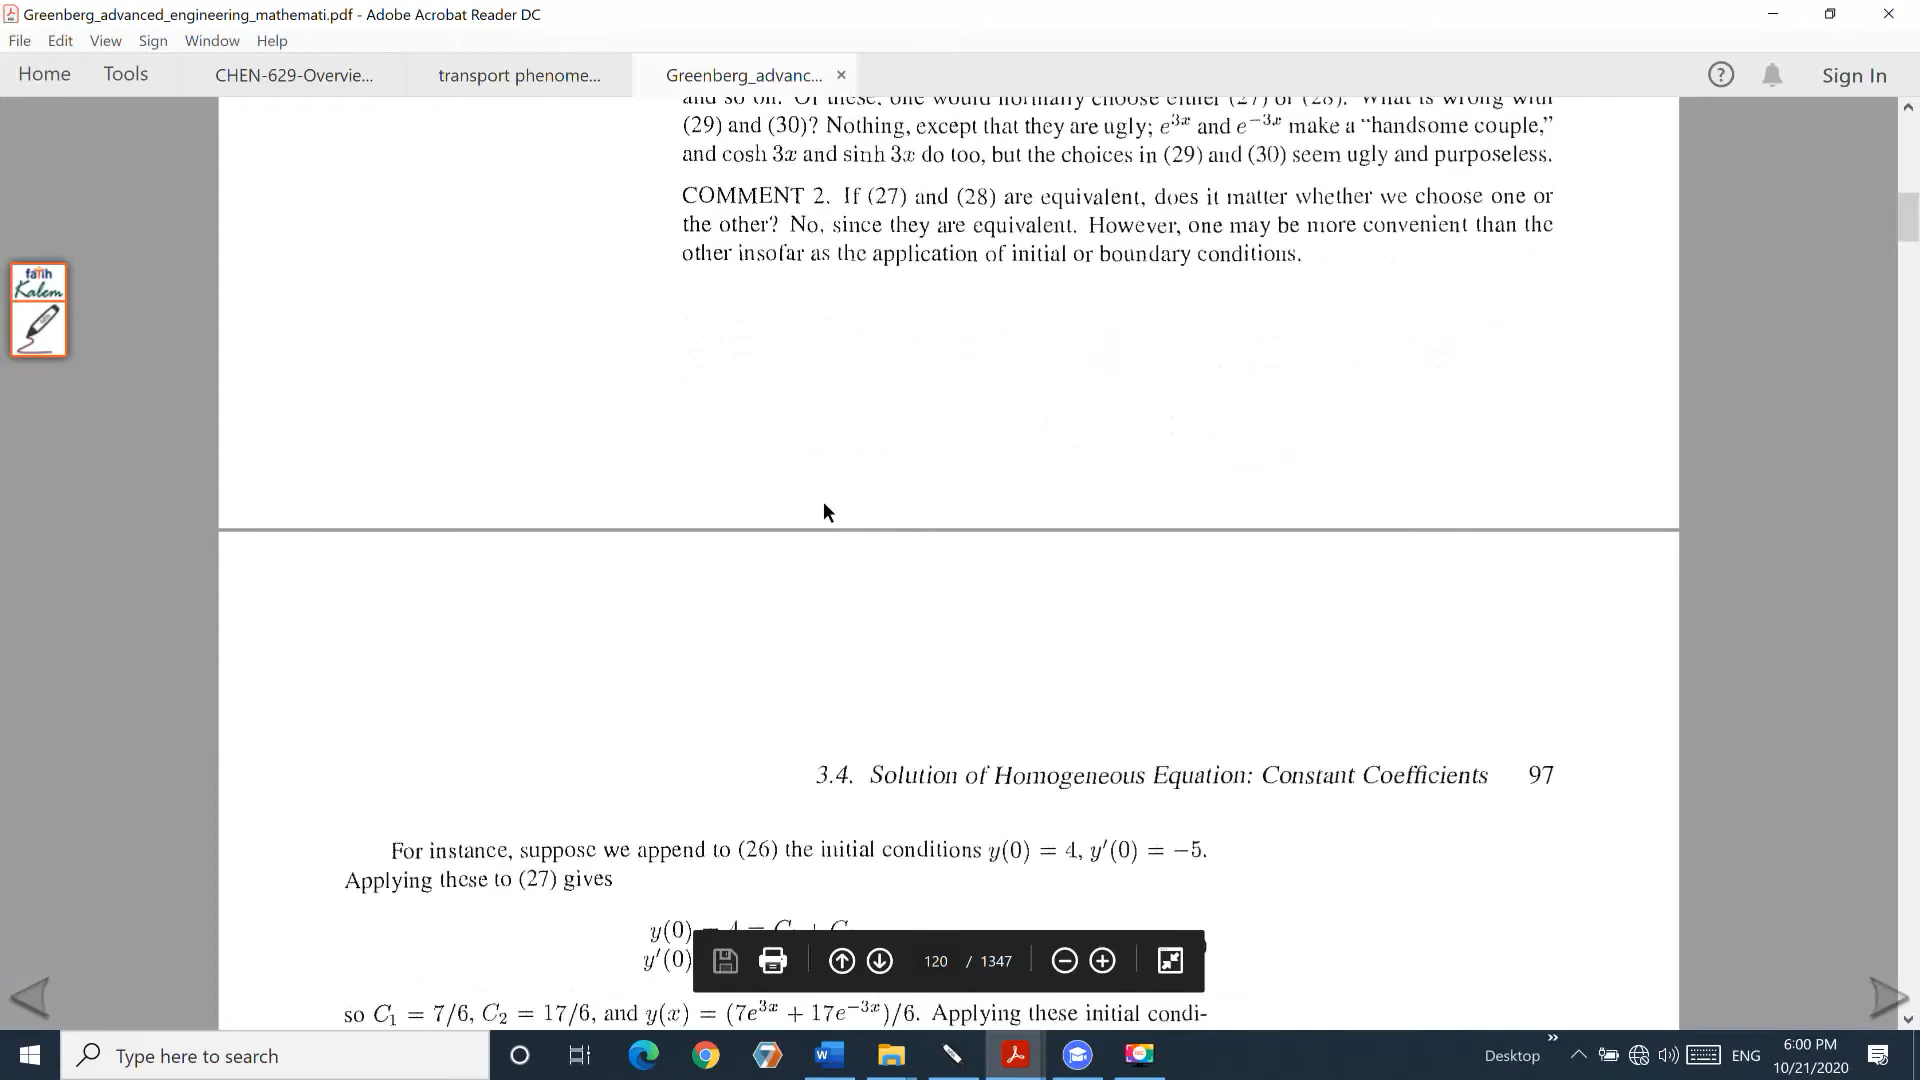 Greenberg_advanced_engineering_mathemati.pdf - Adobe Acrobat Reader DC
File Edit View Sign Window Help
Home Tools CHEN-629-Overvie... transport phenome... Greenberg_advanc... × Sign In
and so on. Of these, one would normally choose either (27) or (28). What is wrong with
(29) and (30)? Nothing, except that they are ugly; e^{3x} and e^{−3x} make a "handsome couple,"
and cosh 3x and sinh 3x do too, but the choices in (29) and (30) seem ugly and purposeless.
fatih
Kalem
COMMENT 2. If (27) and (28) are equivalent, does it matter whether we choose one or
the other? No, since they are equivalent. However, one may be more convenient than the
other insofar as the application of initial or boundary conditions.
3.4. Solution of Homogeneous Equation: Constant Coefficients 97
For instance, suppose we append to (26) the initial conditions y(0) = 4, y′(0) = −5.
Applying these to (27) gives
y(0) = 4 = C + C
y′(0)
120 / 1347
so C₁ = 7/6, C₂ = 17/6, and y(x) = (7e^{3x} + 17e^{−3x})/6. Applying these initial condi-
Type here to search
Desktop » ENG
6:00 PM
10/21/2020